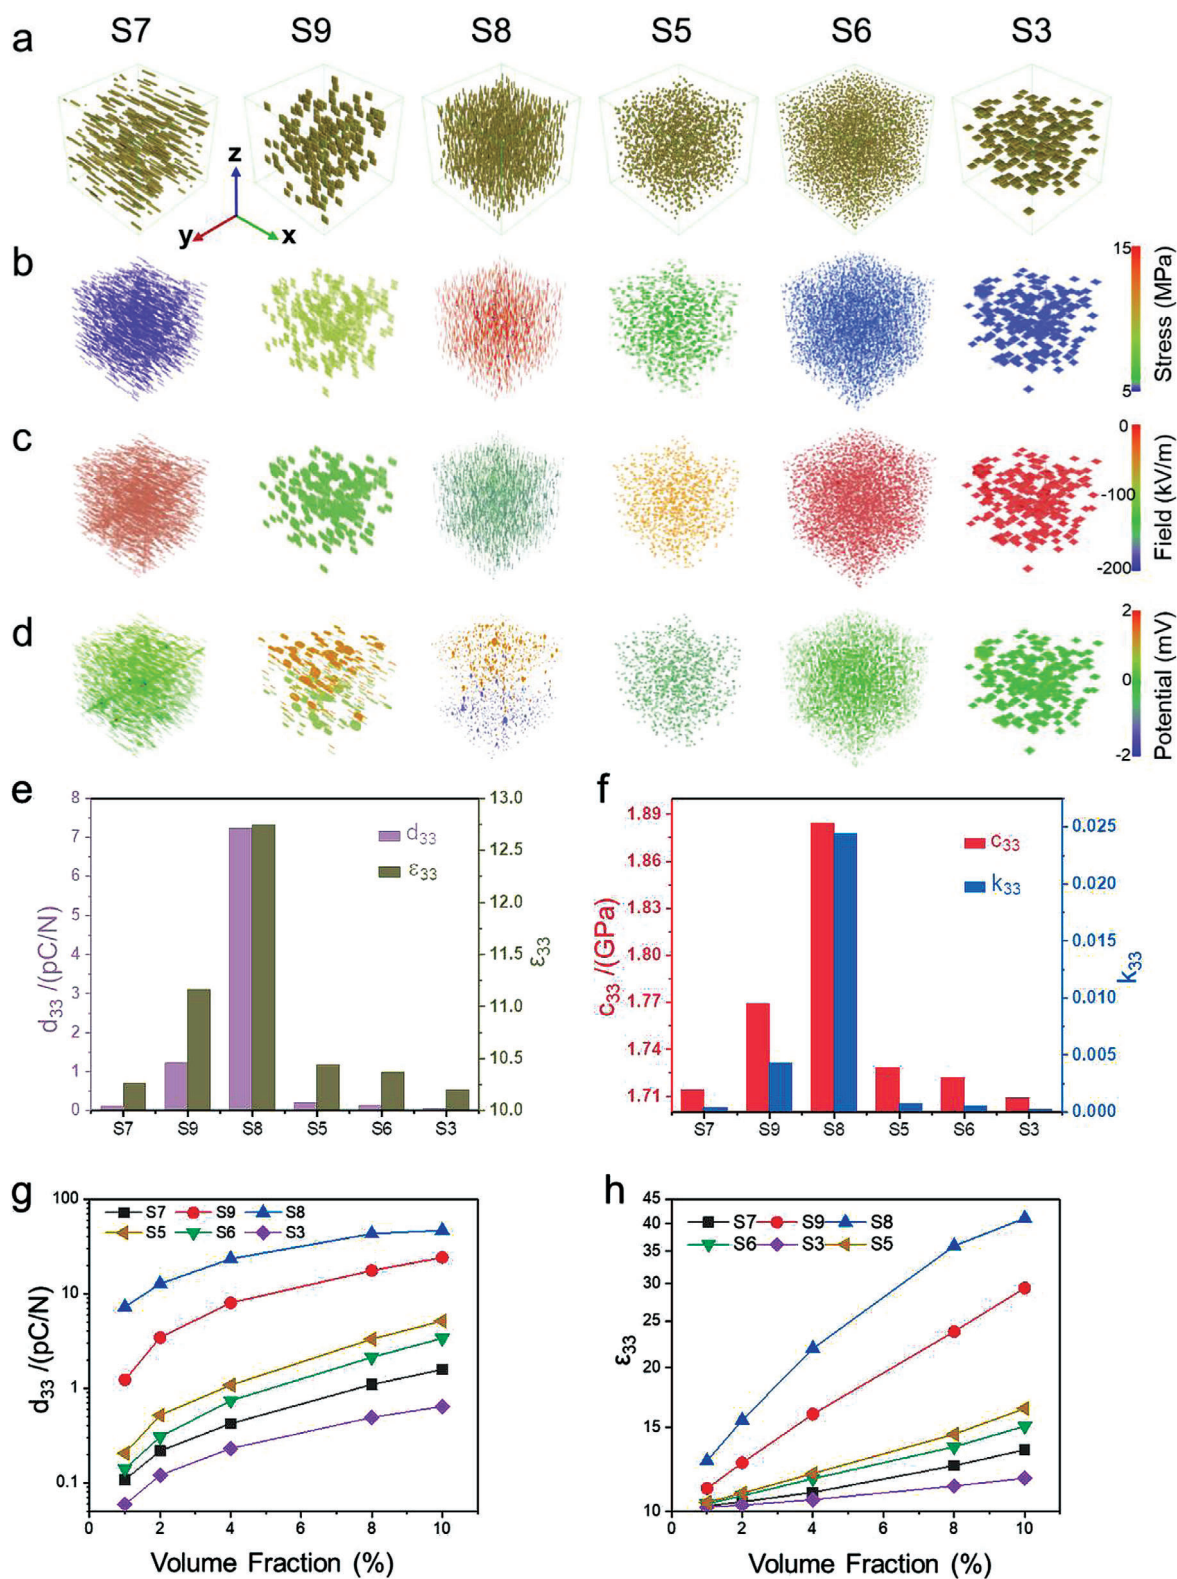 a S7 S9 S8 S5 S6 S3
z
y x
b
15
5
Stress (MPa)
c
0
-100
-200
Field (kV/m)
d
2
0
-2
Potential (mV)
e
8
7
6
5
4
3
2
1
0
d33 /(pC/N)
13.0
12.5
12.0
11.5
11.0
10.5
10.0
ε33
d33
ε33
S7 S9 S8 S5 S6 S3
f
1.89
1.86
1.83
1.80
1.77
1.74
1.71
c33 /(GPa)
0.025
0.020
0.015
0.010
0.005
0.000
k33
c33
k33
S7 S9 S8 S5 S6 S3
g
100
10
1
0.1
d33 /(pC/N)
S7 S9 S8
S5 S6 S3
0 2 4 6 8 10
Volume Fraction (%)
h
45
40
35
30
25
20
15
10
ε33
S7 S9 S8
S6 S3 S5
0 2 4 6 8 10
Volume Fraction (%)